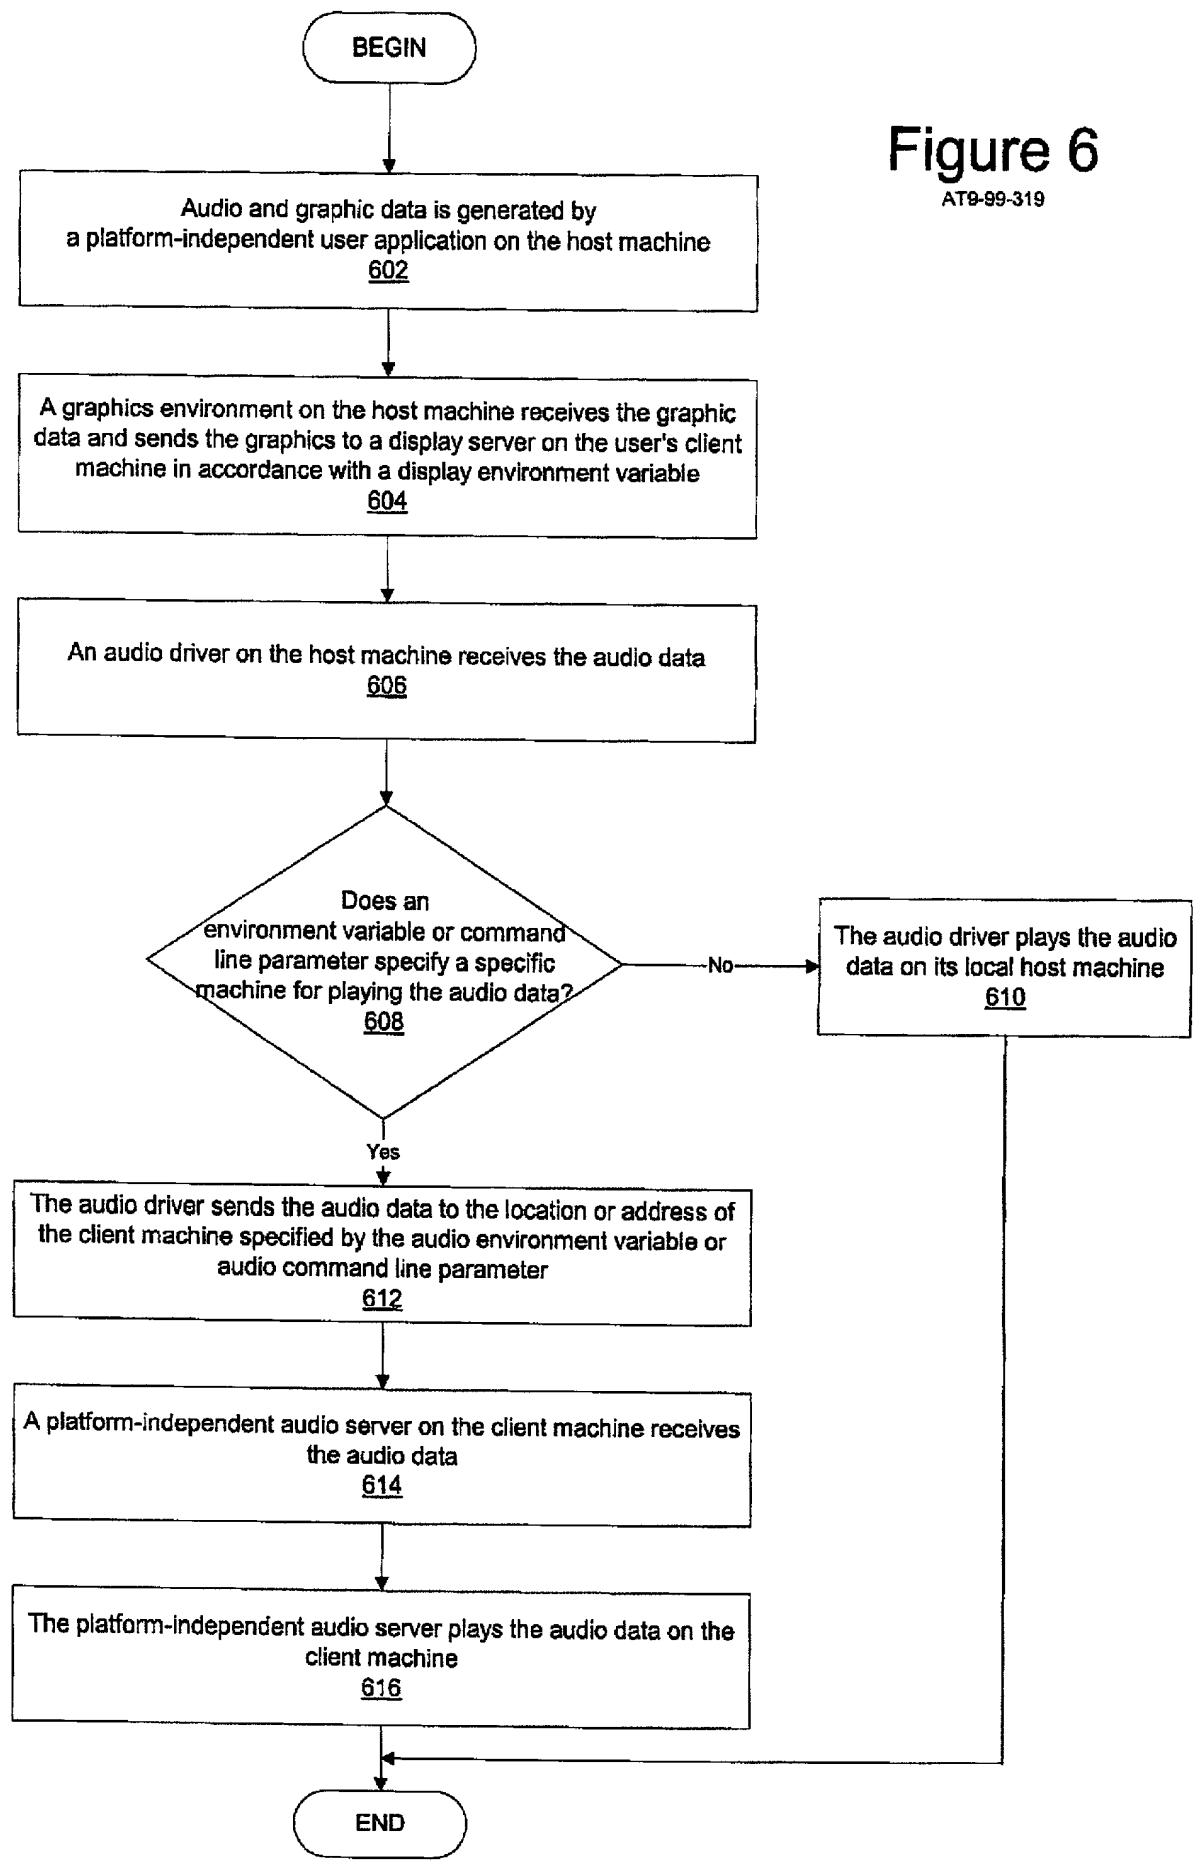 BEGIN
Figure 6
AT9-99-319
Audio and graphic data is generated by
a platform-independent user application on the host machine
602
A graphics environment on the host machine receives the graphic
data and sends the graphics to a display server on the user's client
machine in accordance with a display environment variable
604
An audio driver on the host machine receives the audio data
606
Does an
environment variable or command
line parameter specify a specific
machine for playing the audio data?
608
No
The audio driver plays the audio
data on its local host machine
610
Yes
The audio driver sends the audio data to the location or address of
the client machine specified by the audio environment variable or
audio command line parameter
612
A platform-independent audio server on the client machine receives
the audio data
614
The platform-independent audio server plays the audio data on the
client machine
616
END